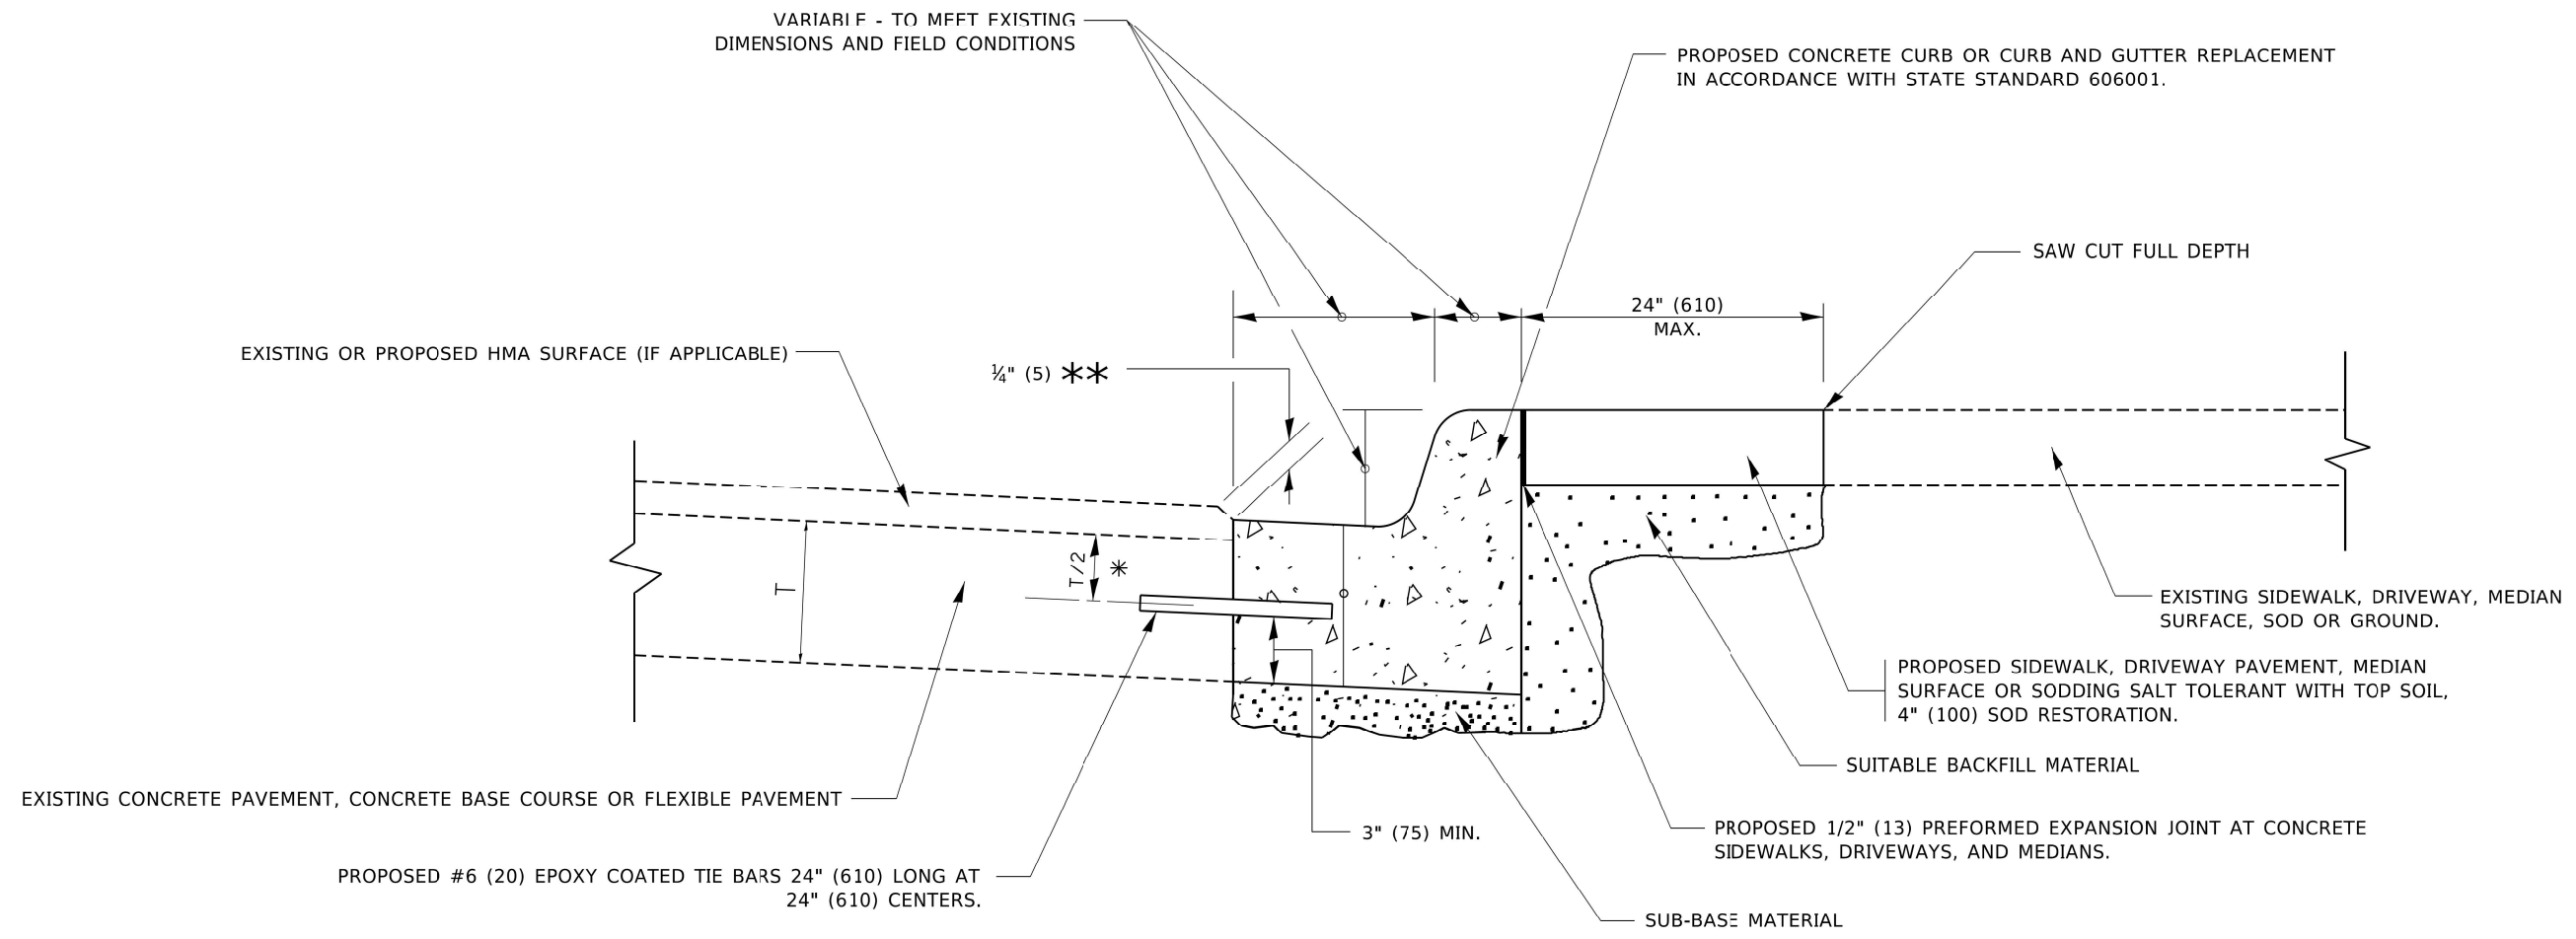 VARIABLE - TO MEET EXISTING
DIMENSIONS AND FIELD CONDITIONS
PROPOSED CONCRETE CURB OR CURB AND GUTTER REPLACEMENT
IN ACCORDANCE WITH STATE STANDARD 606001.
SAW CUT FULL DEPTH
24" (610)
MAX.
EXISTING OR PROPOSED HMA SURFACE (IF APPLICABLE)
¼" (5) **
T
T/2 *
EXISTING SIDEWALK, DRIVEWAY, MEDIAN
SURFACE, SOD OR GROUND.
PROPOSED SIDEWALK, DRIVEWAY PAVEMENT, MEDIAN
SURFACE OR SODDING SALT TOLERANT WITH TOP SOIL,
4" (100) SOD RESTORATION.
SUITABLE BACKFILL MATERIAL
EXISTING CONCRETE PAVEMENT, CONCRETE BASE COURSE OR FLEXIBLE PAVEMENT
3" (75) MIN.
PROPOSED 1/2" (13) PREFORMED EXPANSION JOINT AT CONCRETE
SIDEWALKS, DRIVEWAYS, AND MEDIANS.
PROPOSED #6 (20) EPOXY COATED TIE BARS 24" (610) LONG AT
24" (610) CENTERS.
SUB-BASE MATERIAL